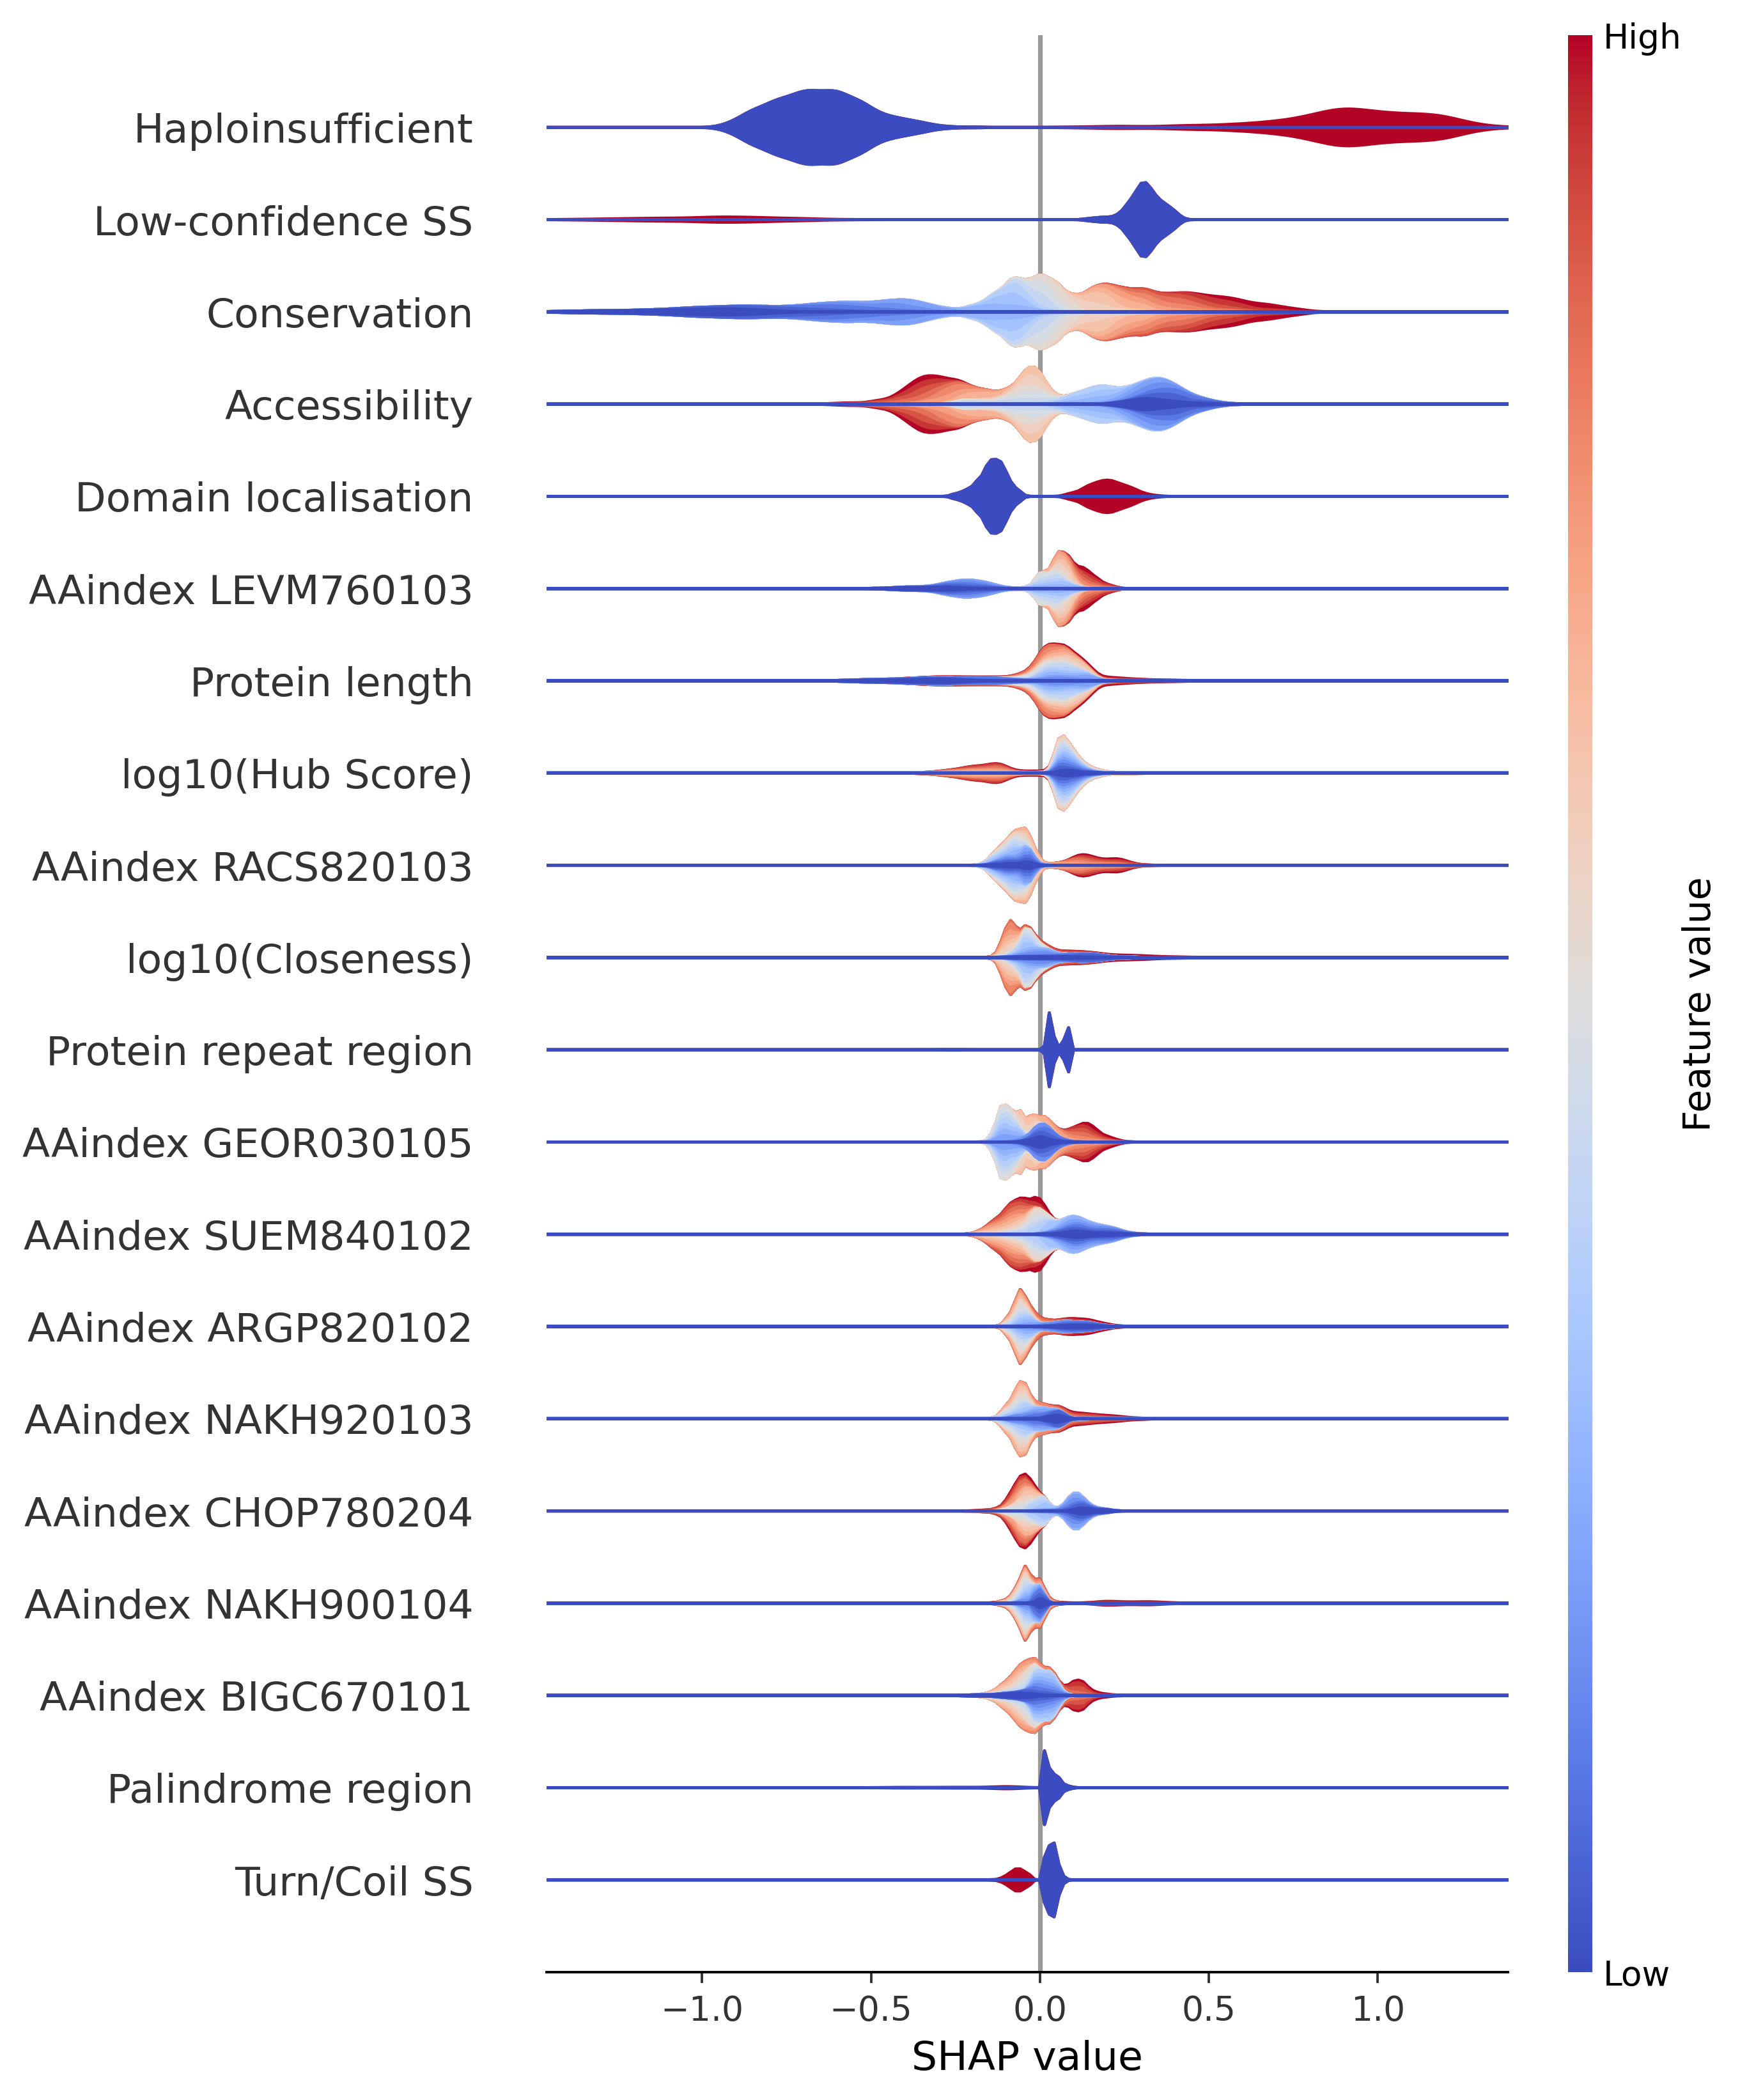 High
Haploinsufficient
Low-confidence SS
Conservation
Accessibility
Domain localisation
AAindex LEVM760103
Protein length
log10(Hub Score)
AAindex RACS820103
log10(Closeness)
Protein repeat region
AAindex GEOR030105
AAindex SUEM840102
AAindex ARGP820102
AAindex NAKH920103
AAindex CHOP780204
AAindex NAKH900104
AAindex BIGC670101
Palindrome region
Turn/Coil SS
Feature value
Low
−1.0 −0.5 0.0 0.5 1.0
SHAP value